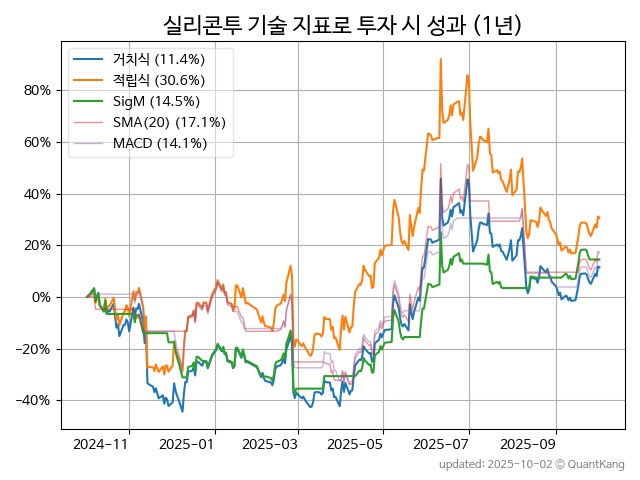 실리콘투 기술 지표로 투자 시 성과 (1년)
거치식 (11.4%)
적립식 (30.6%)
SigM (14.5%)
SMA(20) (17.1%)
MACD (14.1%)
80%
60%
40%
20%
0%
−20%
−40%
2024-11
2025-01
2025-03
2025-05
2025-07
2025-09
updated: 2025-10-02 © QuantKang